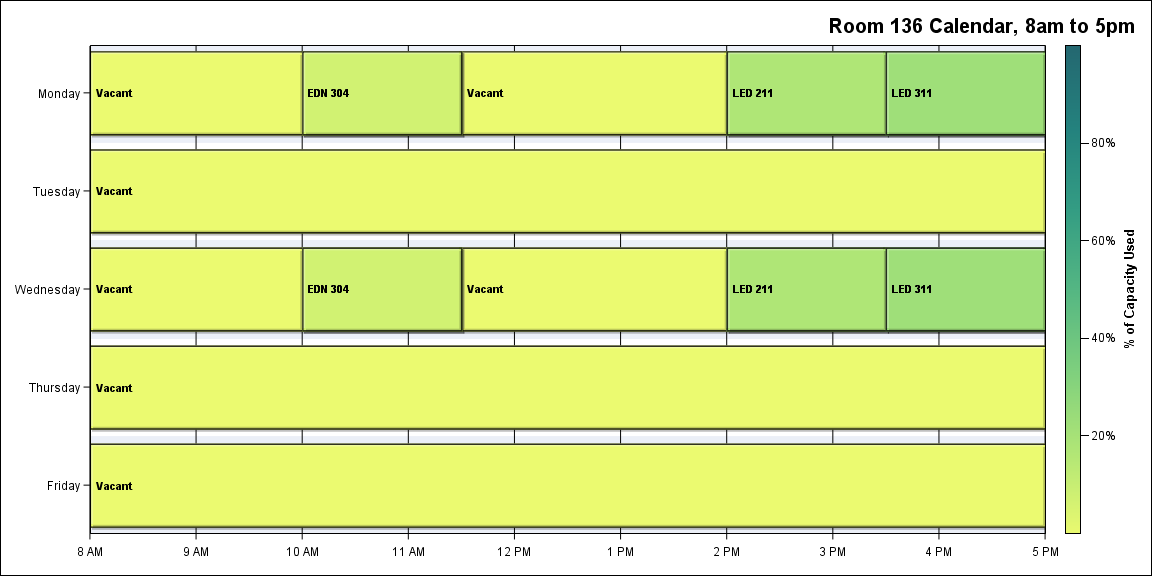 Room 136 Calendar, 8am to 5pm
Monday
Vacant
EDN 304
Vacant
LED 211
LED 311
Tuesday
Vacant
Wednesday
Vacant
EDN 304
Vacant
LED 211
LED 311
Thursday
Vacant
Friday
Vacant
8 AM
9 AM
10 AM
11 AM
12 PM
1 PM
2 PM
3 PM
4 PM
5 PM
80%
60%
40%
20%
% of Capacity Used